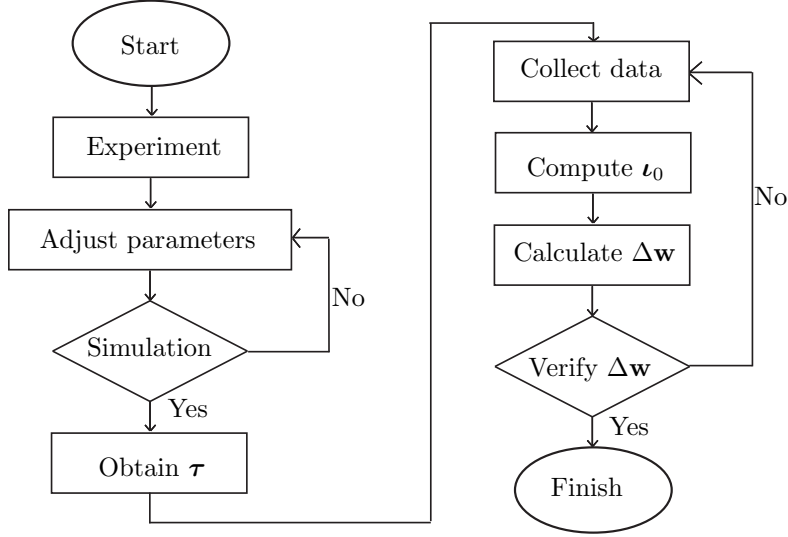 Start
Experiment
Adjust parameters
Simulation
No
Yes
Obtain τ
Collect data
Compute ι₀
Calculate Δw
Verify Δw
No
Yes
Finish